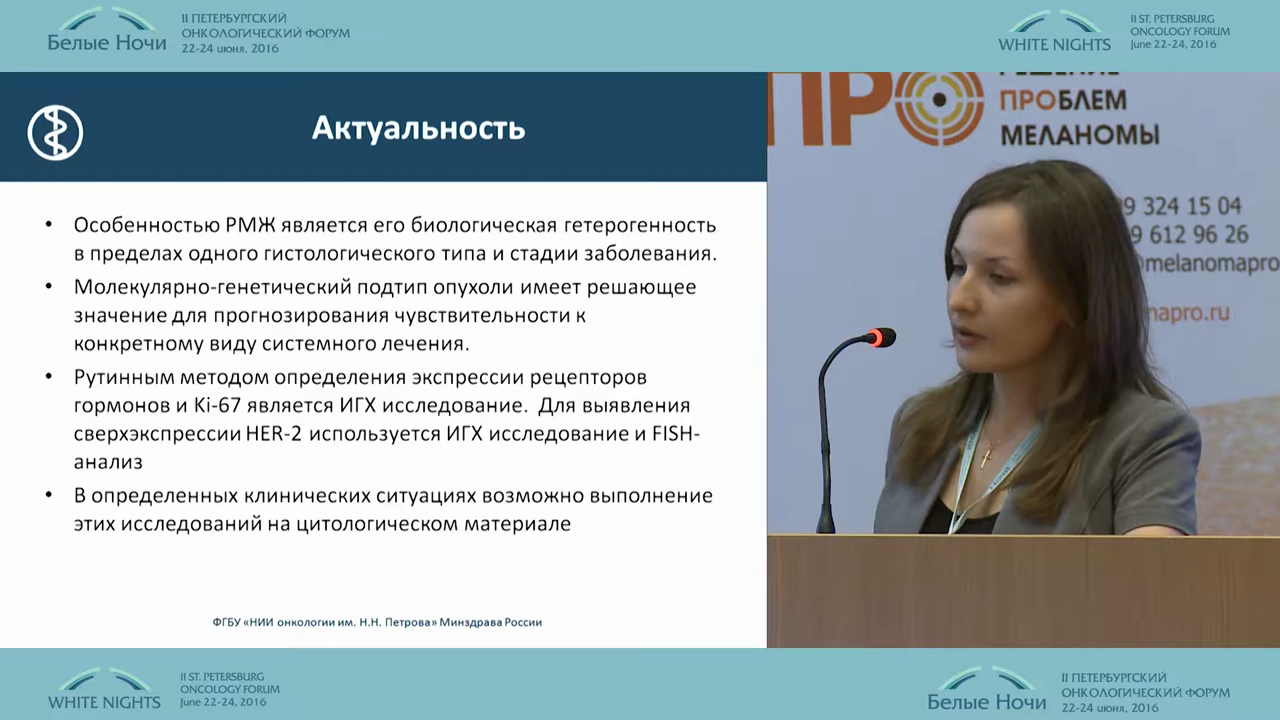 Белые Ночи
II ПЕТЕРБУРГСКИЙ
ОНКОЛОГИЧЕСКИЙ ФОРУМ
22-24 июня, 2016
WHITE NIGHTS
II ST. PETERSBURG
ONCOLOGY FORUM
June 22-24, 2016
Актуальность
• Особенностью РМЖ является его биологическая гетерогенность
в пределах одного гистологического типа и стадии заболевания.
• Молекулярно-генетический подтип опухоли имеет решающее
значение для прогнозирования чувствительности к
конкретному виду системного лечения.
• Рутинным методом определения экспрессии рецепторов
гормонов и Ki-67 является ИГХ исследование. Для выявления
сверхэкспрессии HER-2 используется ИГХ исследование и FISH-
анализ
• В определенных клинических ситуациях возможно выполнение
этих исследований на цитологическом материале
ФГБУ «НИИ онкологии им. Н.Н. Петрова» Минздрава России
ПРО
РЕШЕНИЕ
ПРОБЛЕМ
МЕЛАНОМЫ
9 324 15 04
9 612 96 26
@melanomapro
mapro.ru
WHITE NIGHTS
II ST. PETERSBURG
ONCOLOGY FORUM
June 22-24, 2016
Белые Ночи
II ПЕТЕРБУРГСКИЙ
ОНКОЛОГИЧЕСКИЙ ФОРУМ
22-24 июня, 2016